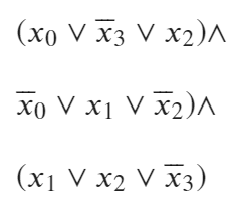 (x₀ ∨ x̅₃ ∨ x₂)∧
x̅₀ ∨ x₁ ∨ x̅₂)∧
(x₁ ∨ x₂ ∨ x̅₃)